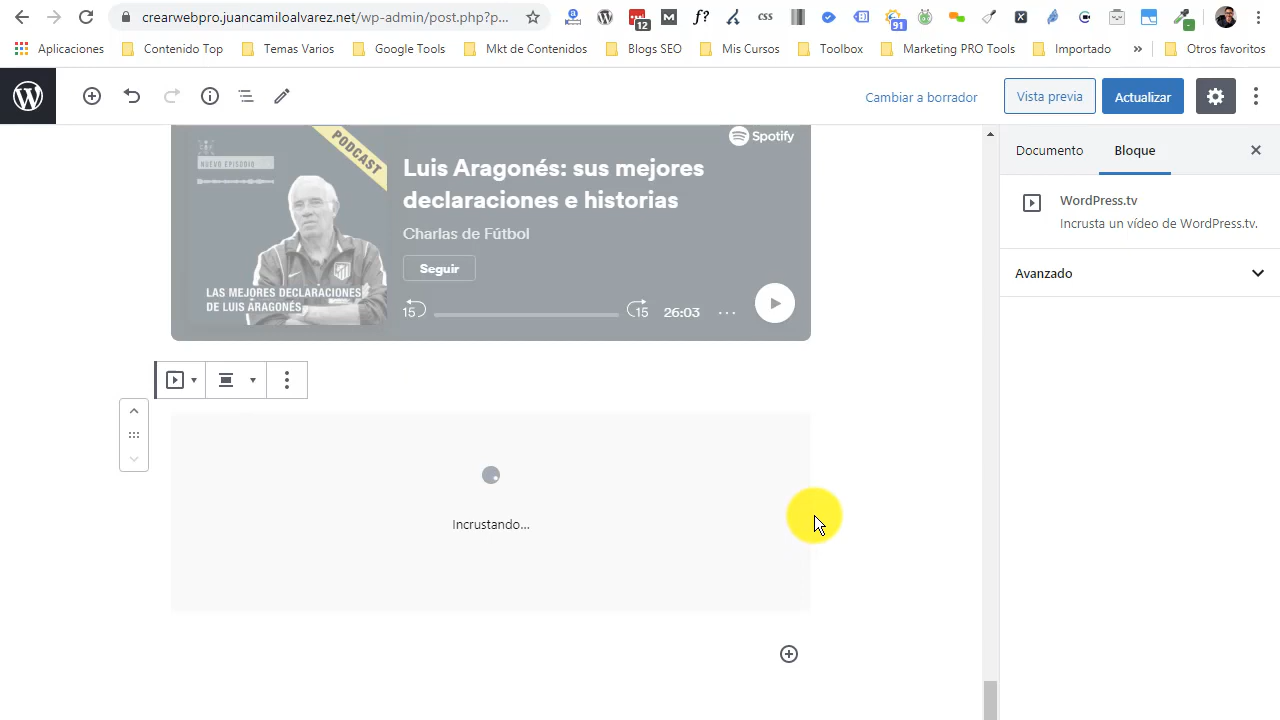 crearwebpro.juancamiloalvarez.net/wp-admin/post.php?p...
12
css
91
Aplicaciones
Contenido Top
Temas Varios
Google Tools
Mkt de Contenidos
Blogs SEO
Mis Cursos
Toolbox
Marketing PRO Tools
Importado
»
Otros favoritos
Cambiar a borrador
Vista previa
Actualizar
Documento
Bloque
WordPress.tv
Incrusta un vídeo de WordPress.tv.
Avanzado
NUEVO EPISODIO
PODCAST
LAS MEJORES DECLARACIONES
DE LUIS ARAGONÉS
Spotify
Luis Aragonés: sus mejores
declaraciones e historias
Charlas de Fútbol
Seguir
15
15
26:03
Incrustando...